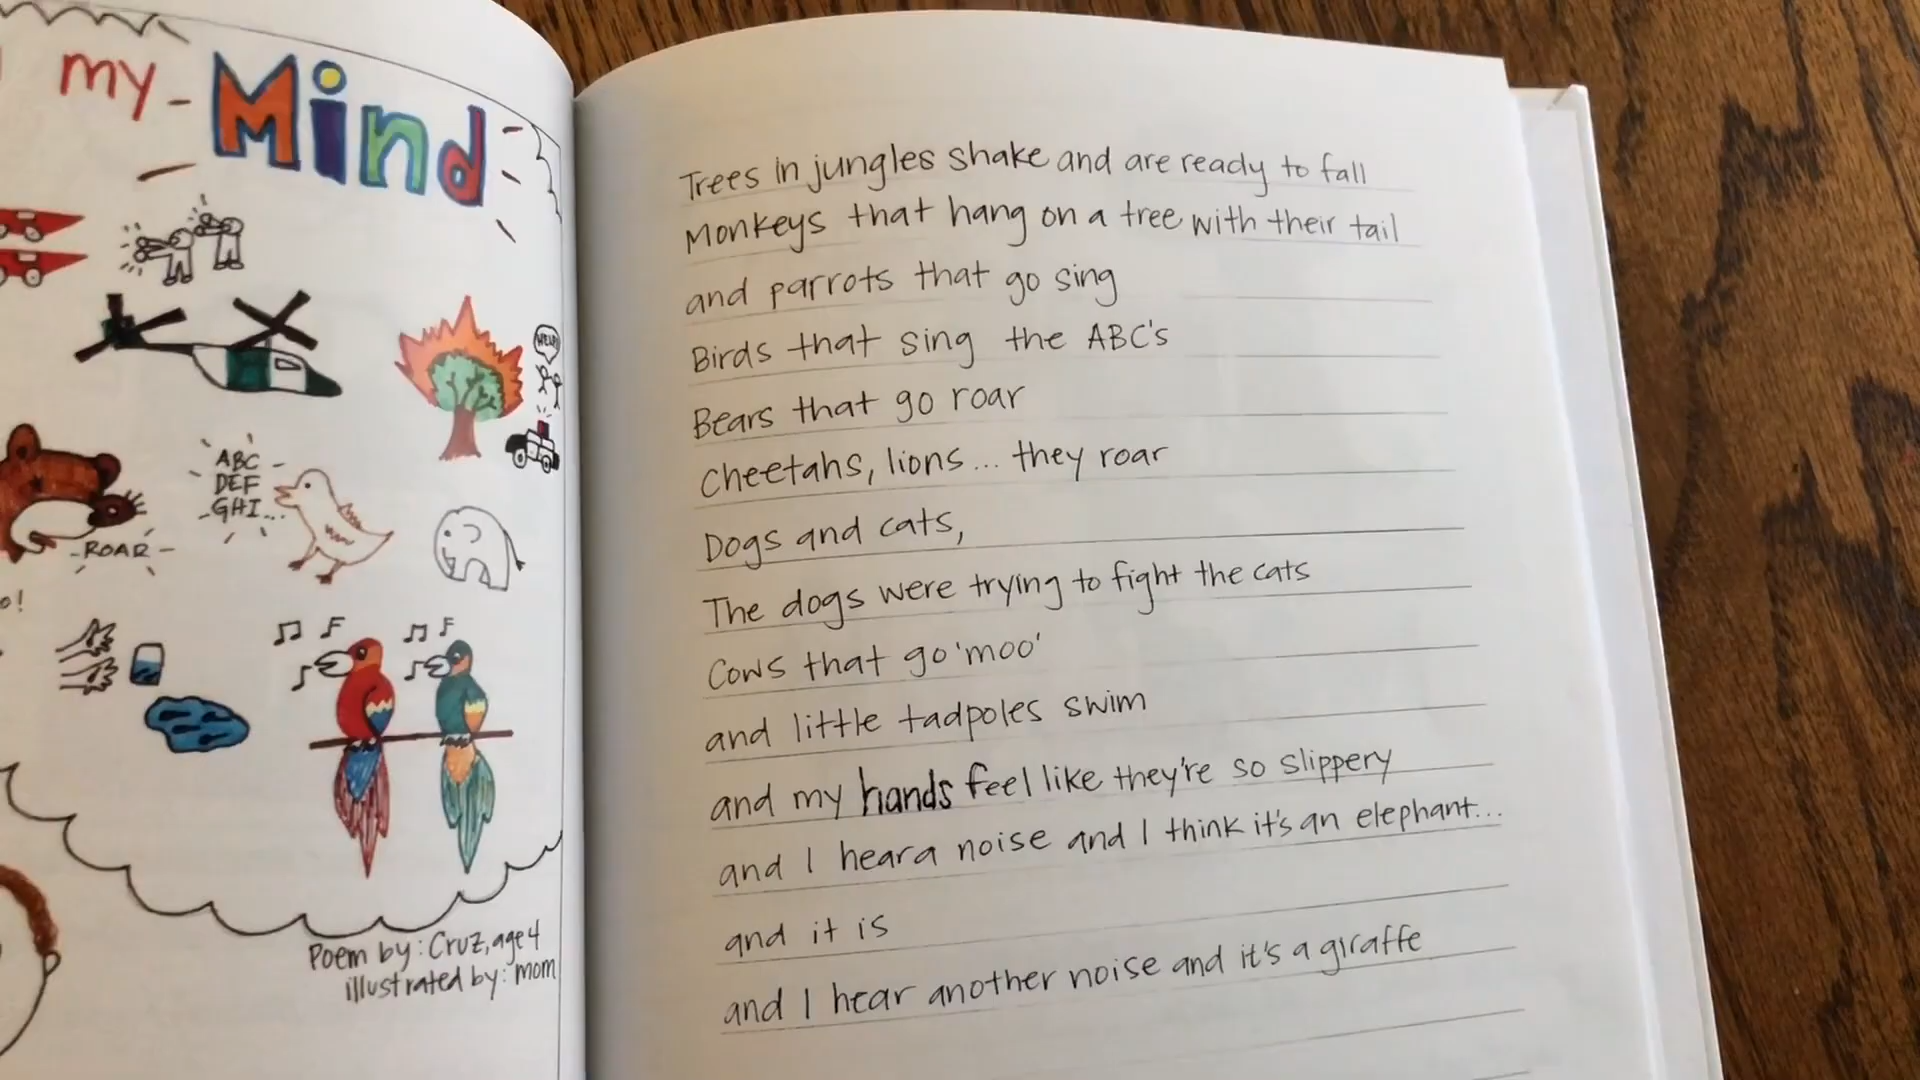 my Mind
HELP!
ABC
DEF
GHI...
ROAR
o!
Poem by: Cruz, age 4
illustrated by: mom
Trees in jungles shake and are ready to fall
Monkeys that hang on a tree with their tail
and parrots that go sing
Birds that sing the ABC's
Bears that go roar
Cheetahs, lions... they roar
Dogs and cats,
The dogs were trying to fight the cats
Cows that go 'moo'
and little tadpoles swim
and my hands feel like they're so slippery
and I hear a noise and I think it's an elephant...
and it is
and I hear another noise and it's a giraffe